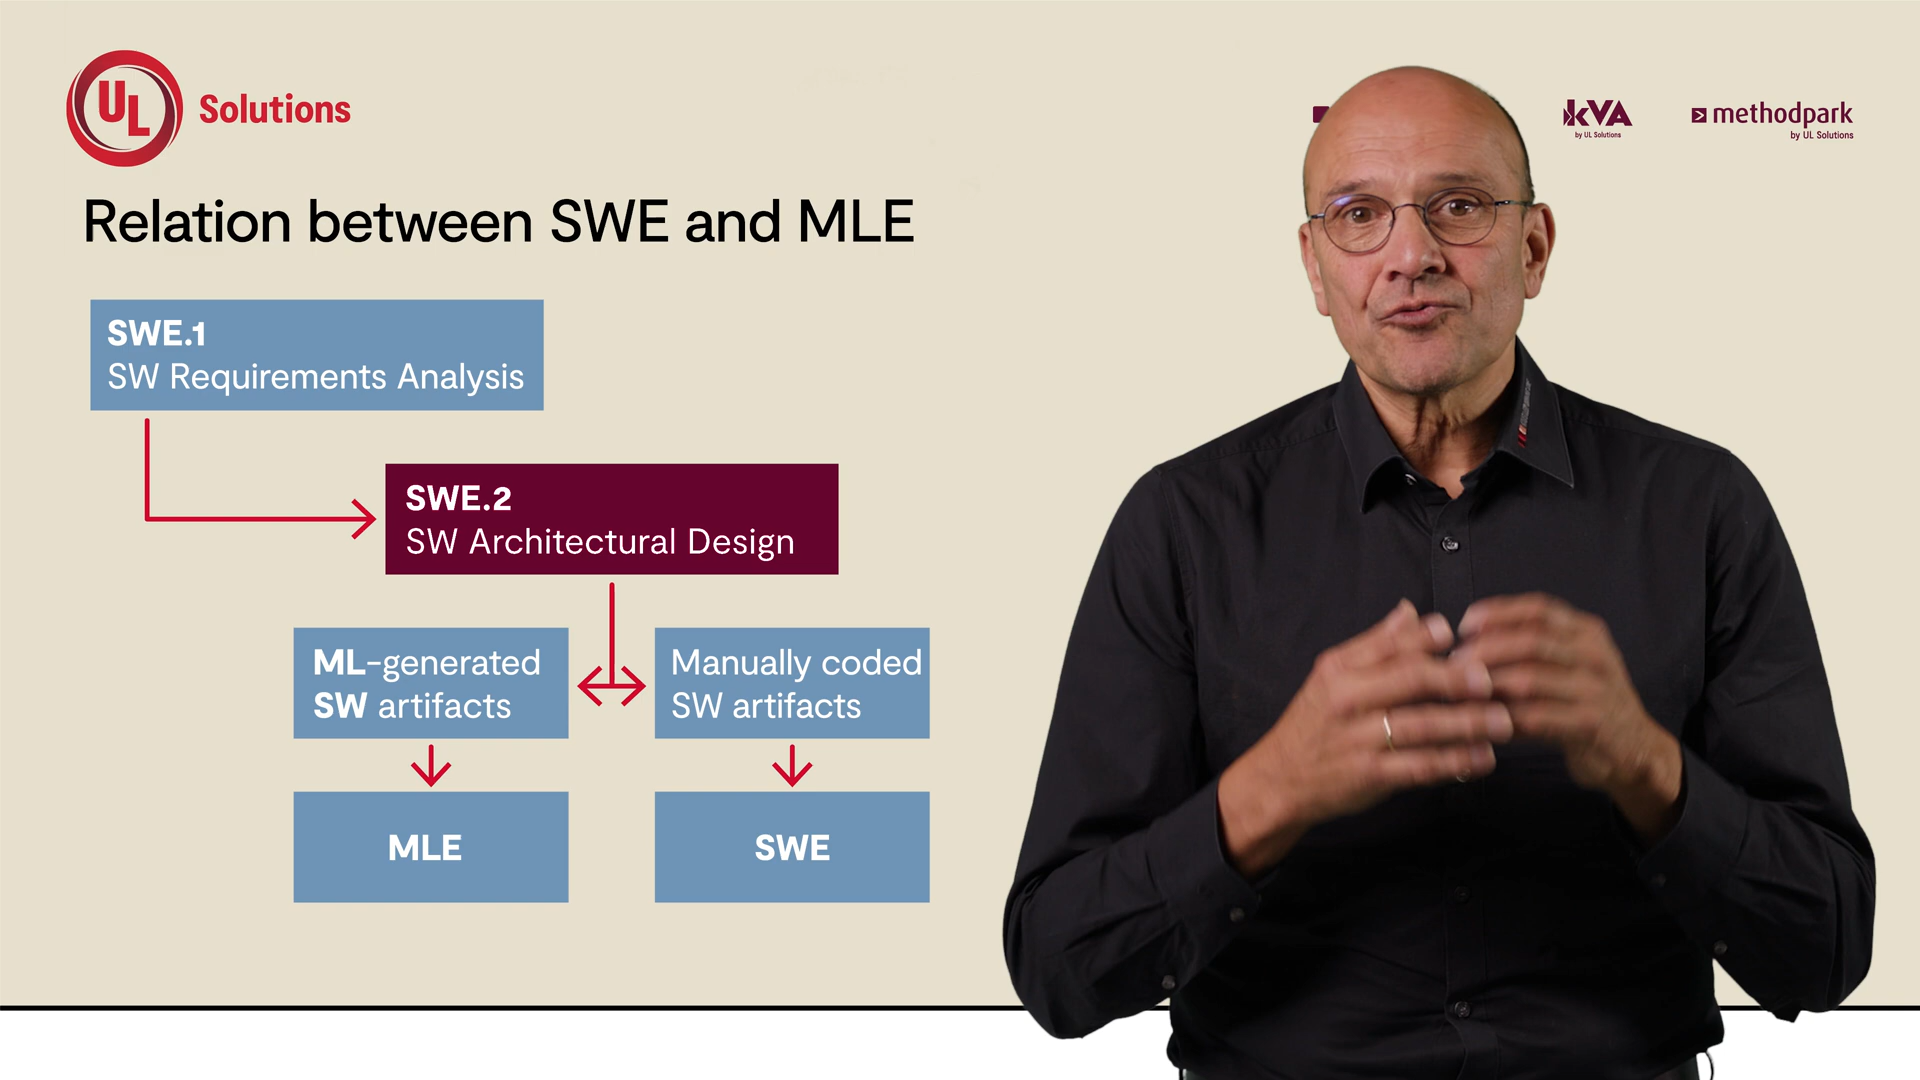 UL Solutions
kVA
by UL Solutions
methodpark
by UL Solutions
Relation between SWE and MLE
SWE.1
SW Requirements Analysis
SWE.2
SW Architectural Design
ML-generated
SW artifacts
Manually coded
SW artifacts
MLE
SWE